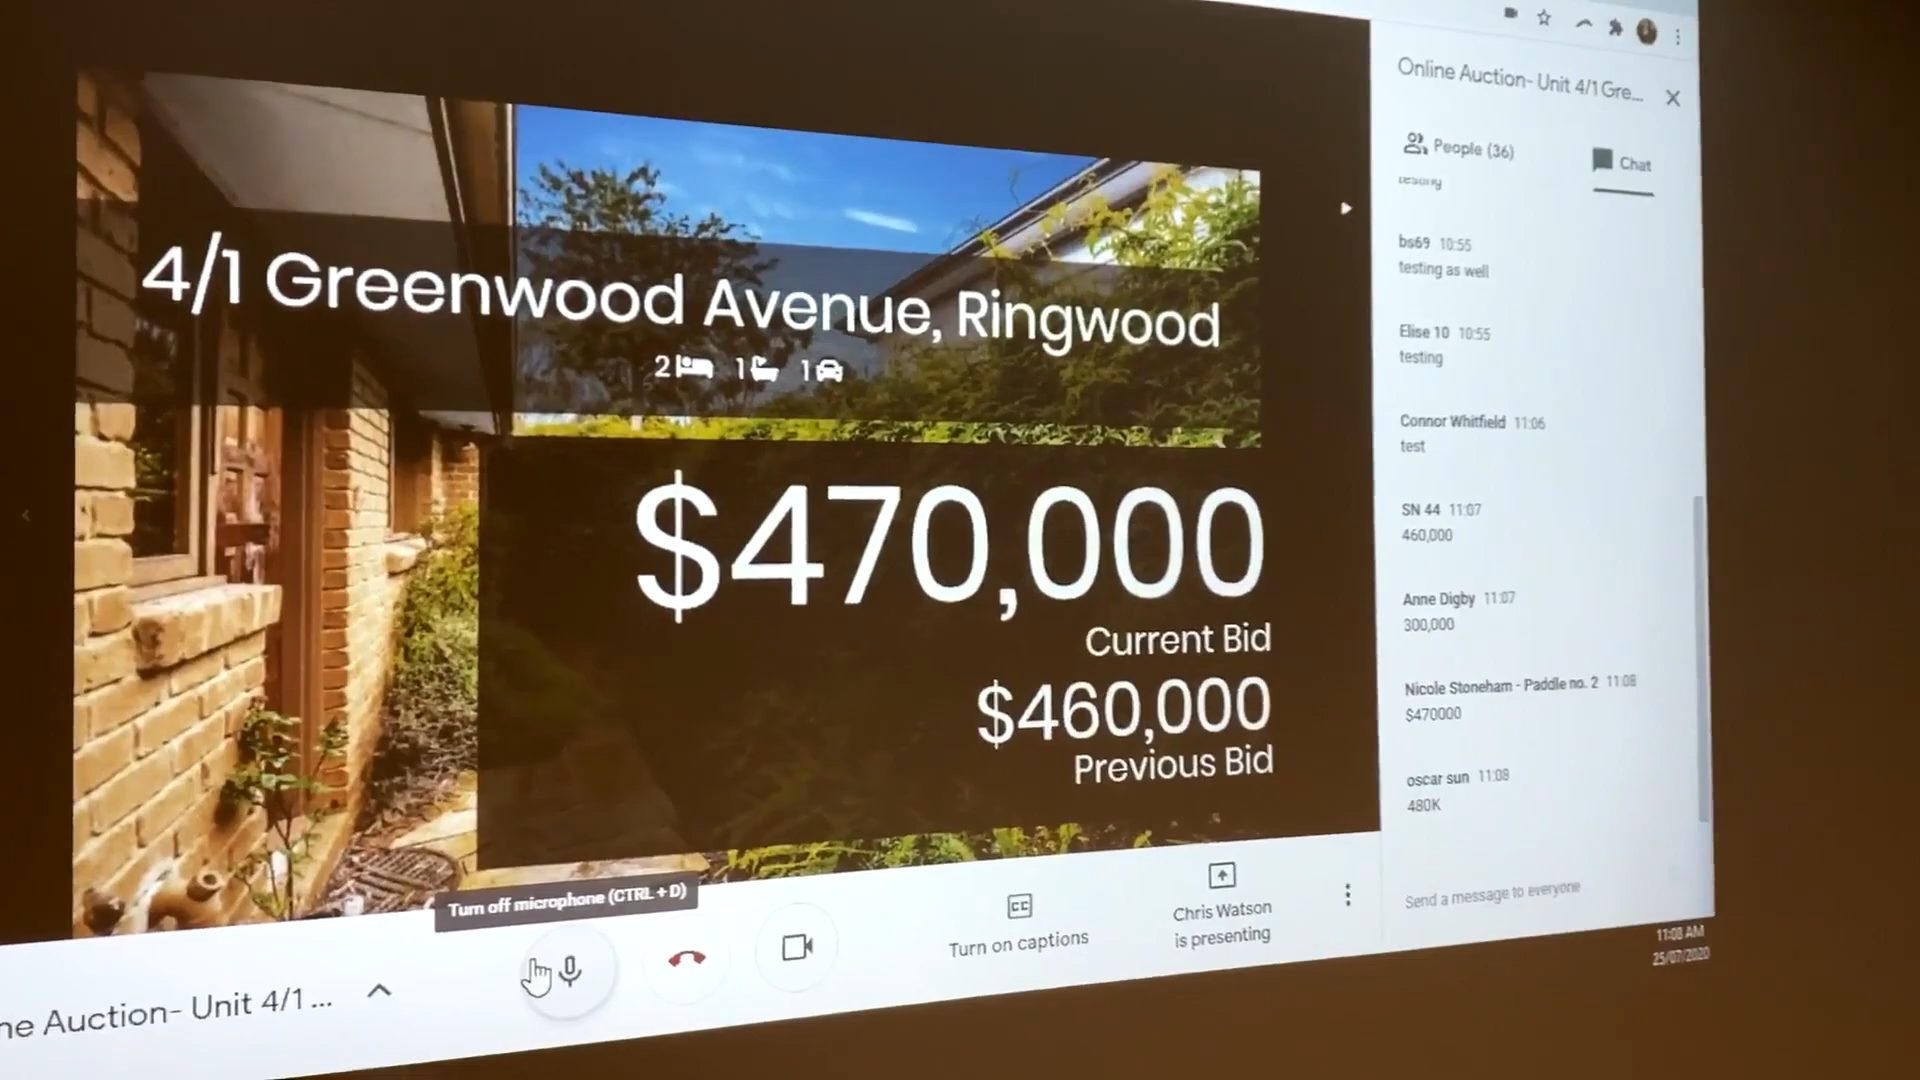 4/1 Greenwood Avenue, Ringwood
2 1 1
$470,000
Current Bid
$460,000
Previous Bid
Turn off microphone (CTRL + D)
ne Auction- Unit 4/1 ...
Turn on captions
Chris Watson
is presenting
Online Auction- Unit 4/1 Gre...
People (36)
Chat
bs69 10:55
testing as well
Elise 10 10:55
testing
Connor Whitfield 11:06
test
SN 44 11:07
460,000
Anne Digby 11:07
300,000
Nicole Stoneham - Paddle no. 2 11:08
$470000
oscar sun 11:08
480K
Send a message to everyone
11:08 AM
25/07/2020